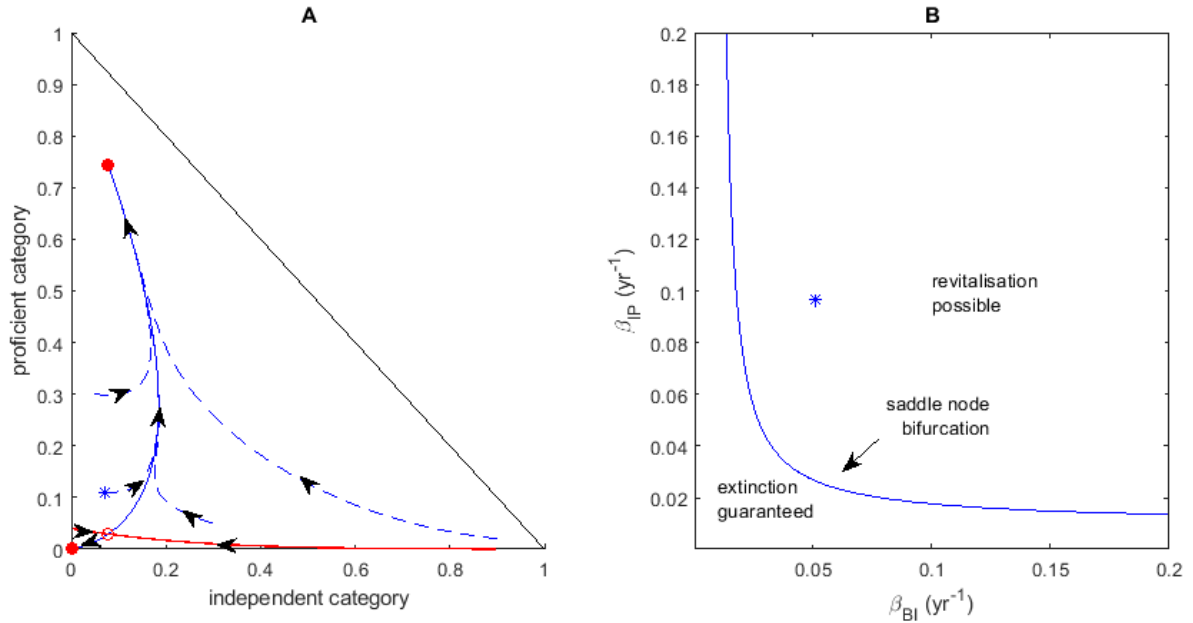 A
1
0.9
0.8
0.7
0.6
0.5
0.4
0.3
0.2
0.1
0
0
0.2
0.4
0.6
0.8
1
proficient category
independent category
B
0.2
0.18
0.16
0.14
0.12
0.1
0.08
0.06
0.04
0.02
0.05
0.1
0.15
0.2
β_IP (yr⁻¹)
β_BI (yr⁻¹)
revitalisation
possible
saddle node
bifurcation
extinction
guaranteed